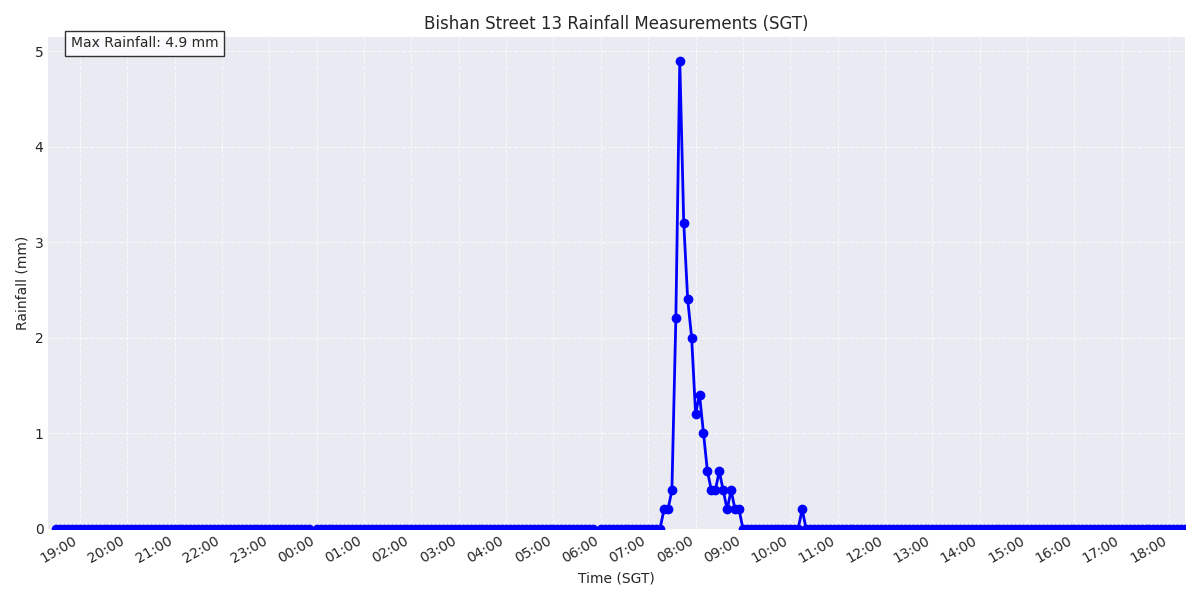 Bishan Street 13 Rainfall Measurements (SGT)
Max Rainfall: 4.9 mm
Rainfall (mm)
5
4
3
2
1
0
19:00 20:00 21:00 22:00 23:00 00:00 01:00 02:00 03:00 04:00 05:00 06:00 07:00 08:00 09:00 10:00 11:00 12:00 13:00 14:00 15:00 16:00 17:00 18:00
Time (SGT)